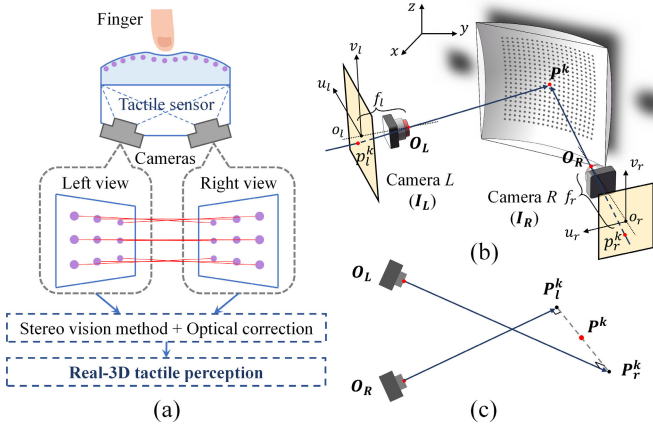 Finger
Tactile sensor
Cameras
Left view
Right view
Stereo vision method + Optical correction
Real-3D tactile perception
(a)
z
y
x
v_l
u_l
f_l
o_l
p_l^k
O_L
Camera L
(I_L)
P^k
O_R
Camera R
(I_R)
f_r
v_r
o_r
u_r
p_r^k
(b)
O_L
O_R
P_l^k
P^k
P_r^k
(c)